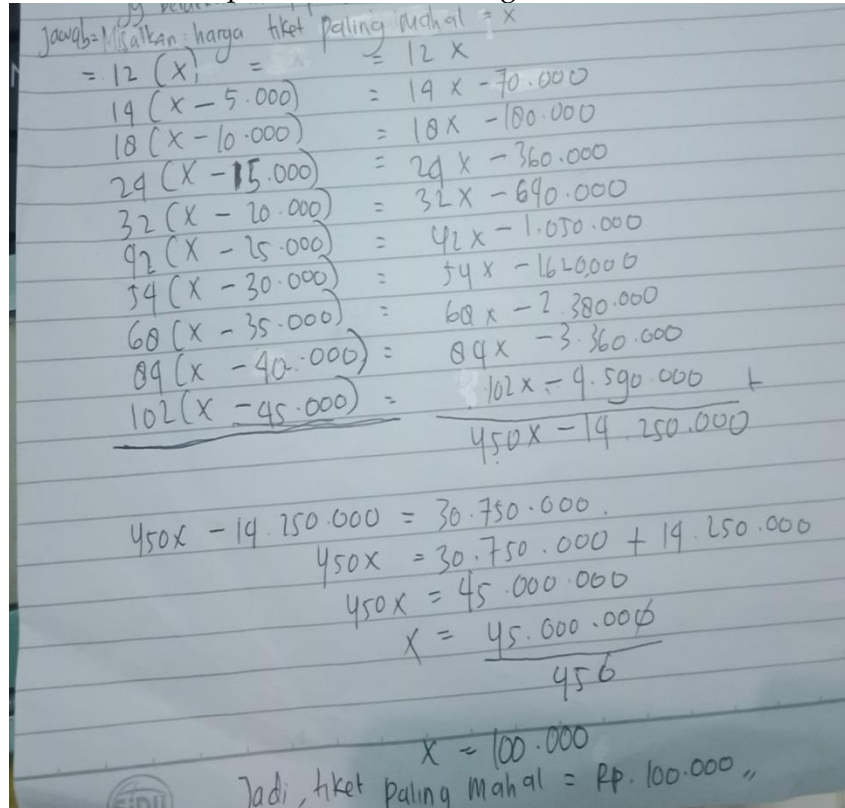 yg
Jawab = Misalkan : harga tiket paling mahal = x
= 12 (x) = = 12 x
14 (x - 5.000) = 14 x - 70.000
18 (x - 10.000) = 18x - 180.000
24 (x - 15.000) = 24 x - 360.000
32 (x - 20.000) = 32x - 640.000
42 (x - 25.000) = 42x - 1.050.000
54 (x - 30.000) = 54x - 1620.000
68 (x - 35.000) = 68x - 2.380.000
84 (x - 40.000) = 84x - 3.360.000
102 (x - 45.000) = 102x - 4.590.000 +
450x - 14.250.000
450x - 14.250.000 = 30.750.000.
450x = 30.750.000 + 14.250.000
450x = 45.000.000
x = 45.000.000
450
x = 100.000
Jadi, tiket paling mahal = Rp. 100.000,,
SiDU